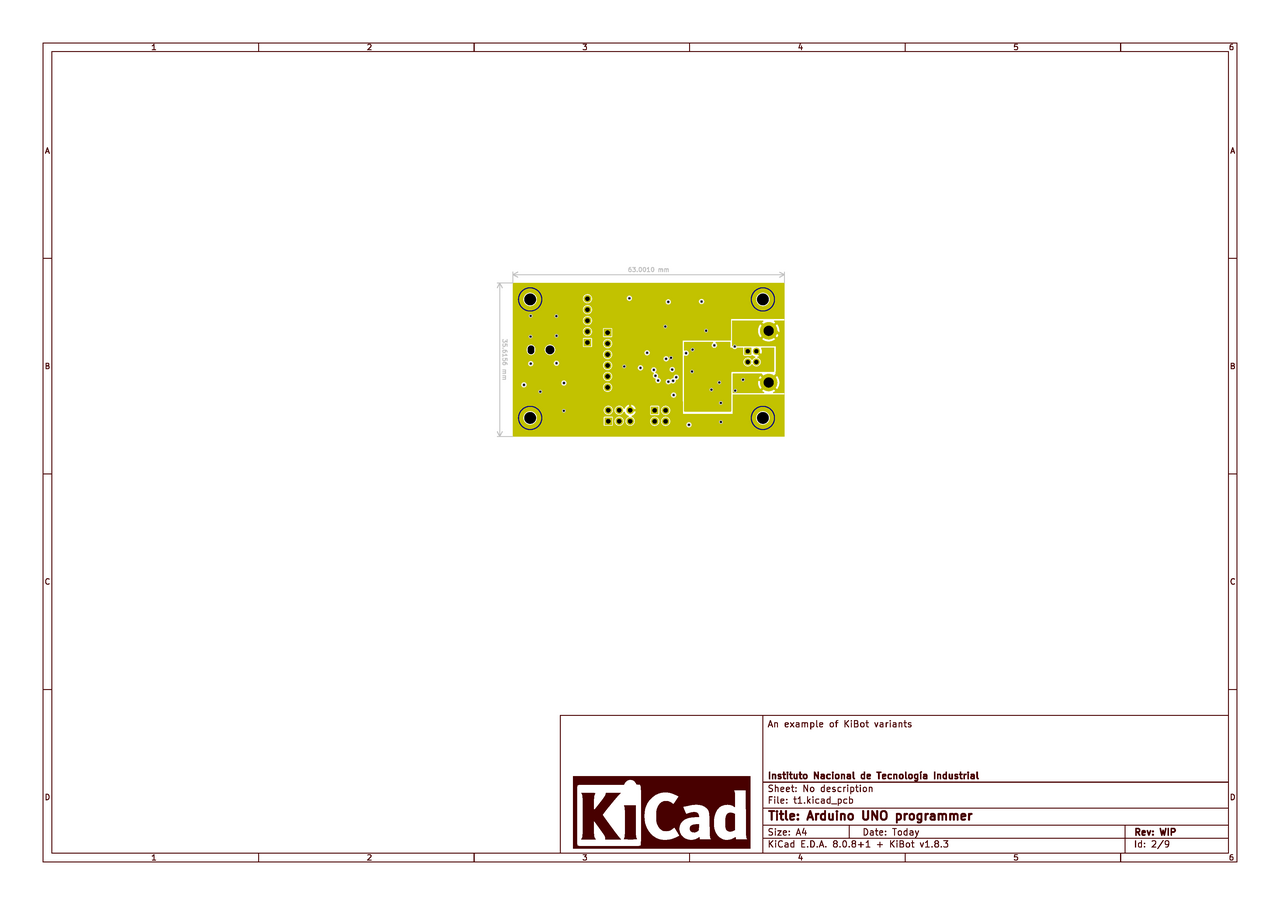 1 2 3 4 5 6
A A
63.0010 mm
35.6156 mm
B B
C C
An example of KiBot variants
Instituto Nacional de Tecnología Industrial
Sheet: No description
D D
File: t1.kicad_pcb
Title: Arduino UNO programmer
KiCad
Size: A4 Date: Today Rev: WIP
KiCad E.D.A. 8.0.8+1 + KiBot v1.8.3 Id: 2/9
1 2 3 4 5 6